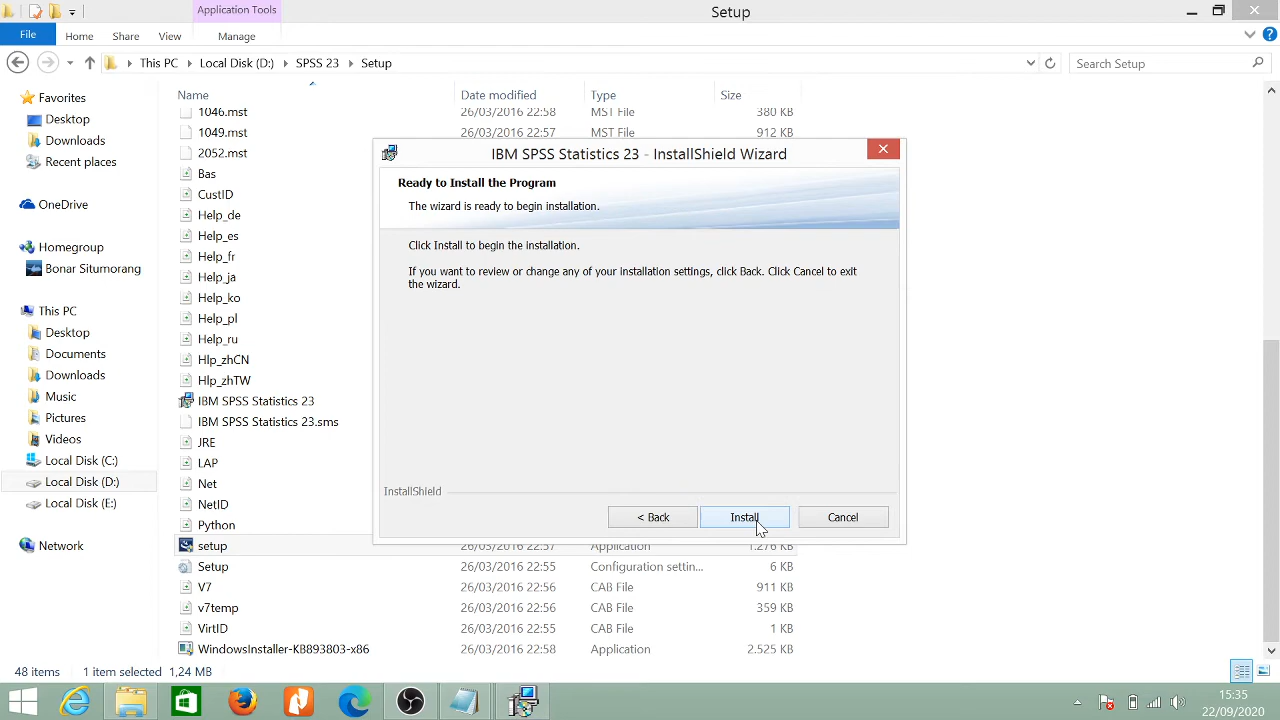 Application Tools
Setup
File
Home
Share
View
Manage
This PC
Local Disk (D:)
SPSS 23
Setup
Search Setup
Name
Date modified
Type
Size
Favorites
Desktop
Downloads
Recent places
OneDrive
Homegroup
Bonar Situmorang
This PC
Desktop
Documents
Downloads
Music
Pictures
Videos
Local Disk (C:)
Local Disk (D:)
Local Disk (E:)
Network
1046.mst 26/03/2016 22:58 MST File 380 KB
1049.mst 26/03/2016 22:57 MST File 912 KB
2052.mst
Bas
CustID
Help_de
Help_es
Help_fr
Help_ja
Help_ko
Help_pl
Help_ru
Hlp_zhCN
Hlp_zhTW
IBM SPSS Statistics 23
IBM SPSS Statistics 23.sms
JRE
LAP
Net
NetID
Python
setup 26/03/2016 22:57 Application 1.276 KB
Setup 26/03/2016 22:55 Configuration settin... 6 KB
V7 26/03/2016 22:56 CAB File 911 KB
v7temp 26/03/2016 22:56 CAB File 359 KB
VirtID 26/03/2016 22:55 CAB File 1 KB
WindowsInstaller-KB893803-x86 26/03/2016 22:58 Application 2.525 KB
IBM SPSS Statistics 23 - InstallShield Wizard
Ready to Install the Program
The wizard is ready to begin installation.
Click Install to begin the installation.
If you want to review or change any of your installation settings, click Back. Click Cancel to exit
the wizard.
InstallShield
< Back
Install
Cancel
48 items 1 item selected 1,24 MB
15:35
22/09/2020